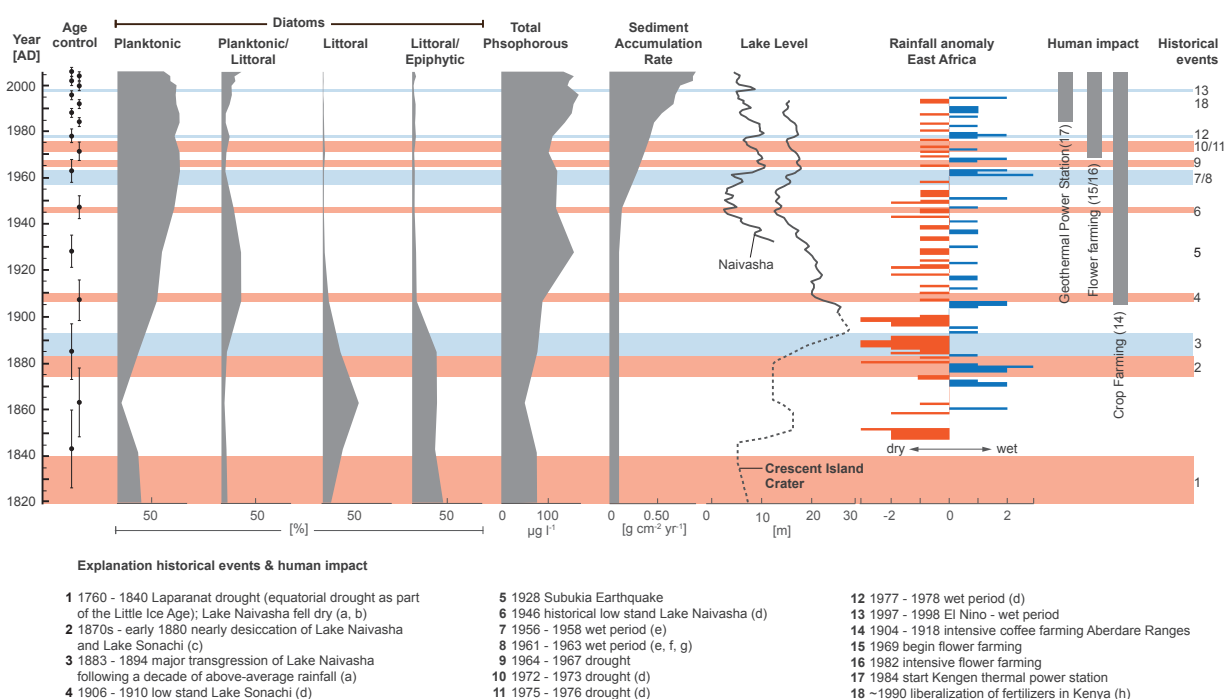 Diatoms
Year
[AD]
Age
control
Planktonic
Planktonic/
Littoral
Littoral
Littoral/
Epiphytic
Total
Phsophorous
Sediment
Accumulation
Rate
Lake Level
Rainfall anomaly
East Africa
Human impact
Historical
events
2000
1980
1960
1940
1920
1900
1880
1860
1840
1820
Naivasha
Crescent Island
Crater
dry
wet
Geothermal Power Station(17)
Flower farming (15/16)
Crop Farming (14)
13
18
12
10/11
9
7/8
6
5
4
3
2
1
50
50
50
50
[%]
0 100
µg l-1
0 0.50
[g cm-2 yr-1]
0 10 20 30
[m]
-2 0 2
Explanation historical events & human impact
1 1760 - 1840 Laparanat drought (equatorial drought as part
of the Little Ice Age); Lake Naivasha fell dry (a, b)
2 1870s - early 1880 nearly desiccation of Lake Naivasha
and Lake Sonachi (c)
3 1883 - 1894 major transgression of Lake Naivasha
following a decade of above-average rainfall (a)
4 1906 - 1910 low stand Lake Sonachi (d)
5 1928 Subukia Earthquake
6 1946 historical low stand Lake Naivasha (d)
7 1956 - 1958 wet period (e)
8 1961 - 1963 wet period (e, f, g)
9 1964 - 1967 drought
10 1972 - 1973 drought (d)
11 1975 - 1976 drought (d)
12 1977 - 1978 wet period (d)
13 1997 - 1998 El Nino - wet period
14 1904 - 1918 intensive coffee farming Aberdare Ranges
15 1969 begin flower farming
16 1982 intensive flower farming
17 1984 start Kengen thermal power station
18 ~1990 liberalization of fertilizers in Kenya (h)